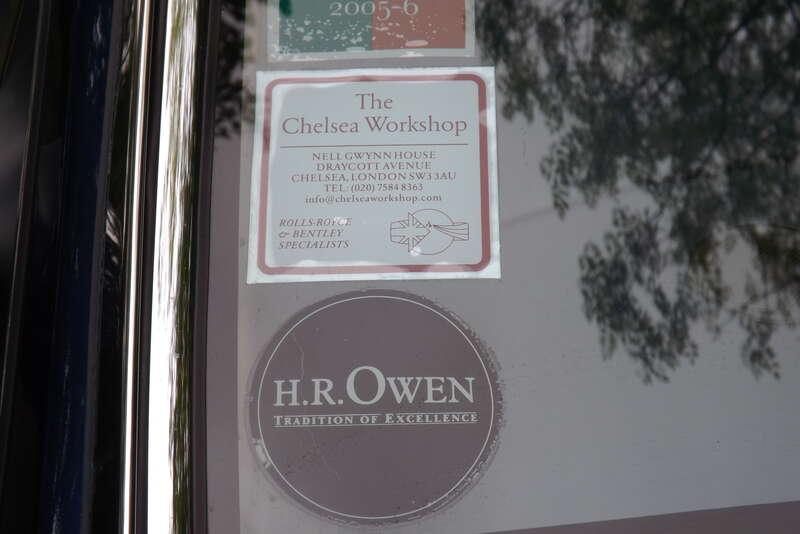 2005-6
The
Chelsea Workshop
NELL GWYNN HOUSE
DRAYCOTT AVENUE
CHELSEA, LONDON SW3 3AU
TEL: (020) 7584 8363
info@chelseaworkshop.com
ROLLS-ROYCE
& BENTLEY
SPECIALISTS
H.R. OWEN
TRADITION OF EXCELLENCE